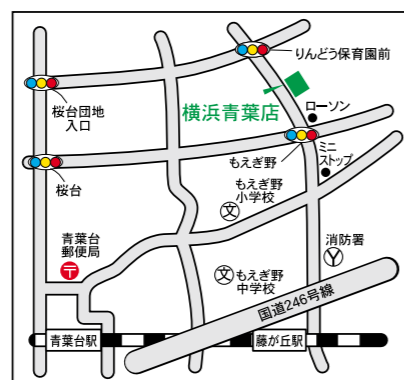 りんどう保育園前
桜台団地
入口
横浜青葉店
ローソン
もえぎ野
ミニ
ストップ
桜台
もえぎ野
小学校
文
青葉台
郵便局
〒
消防署
文
もえぎ野
中学校
国道246号線
青葉台駅
藤が丘駅